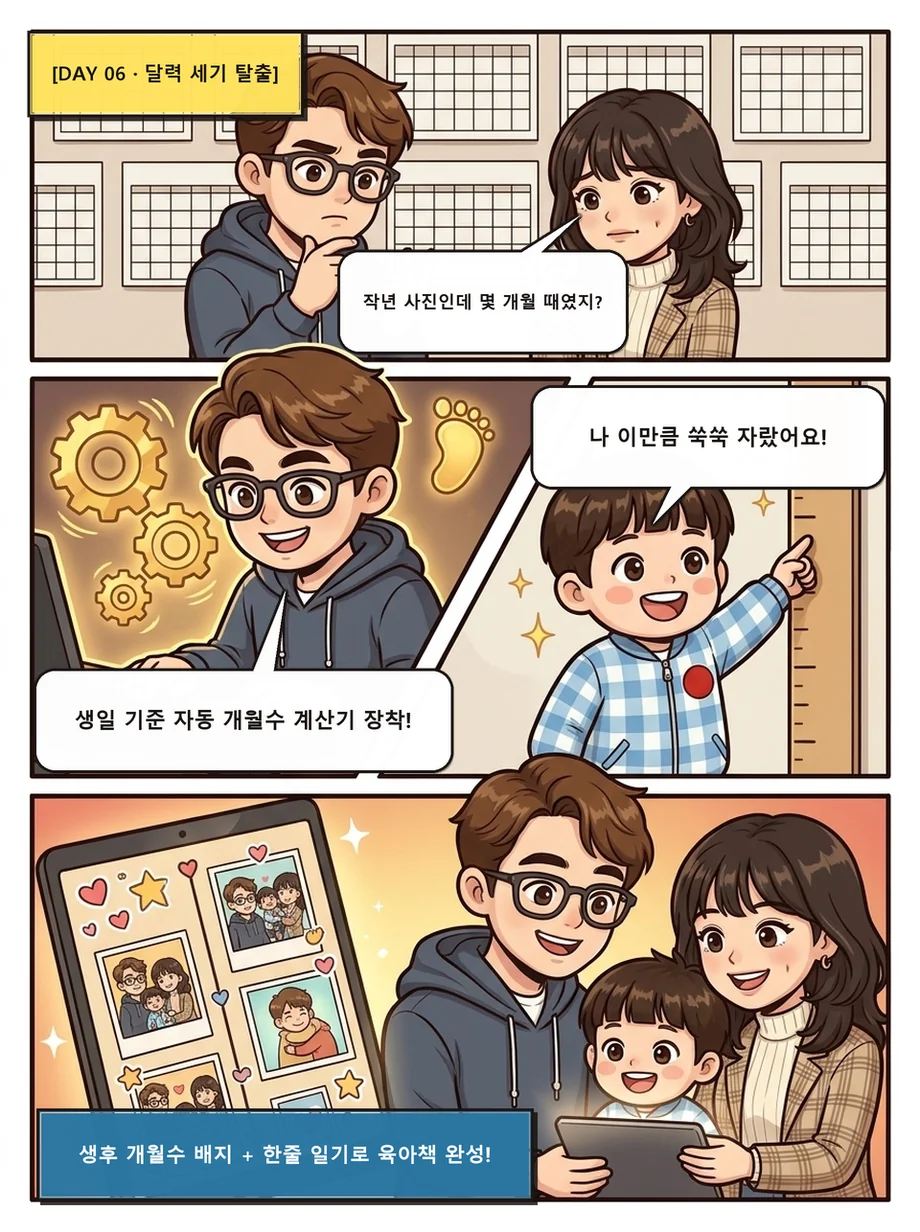 [DAY 06 · 달력 세기 탈출]
작년 사진인데 몇 개월 때였지?
나 이만큼 쑥쑥 자랐어요!
생일 기준 자동 개월수 계산기 장착!
생후 개월수 배지 + 한줄 일기로 육아책 완성!